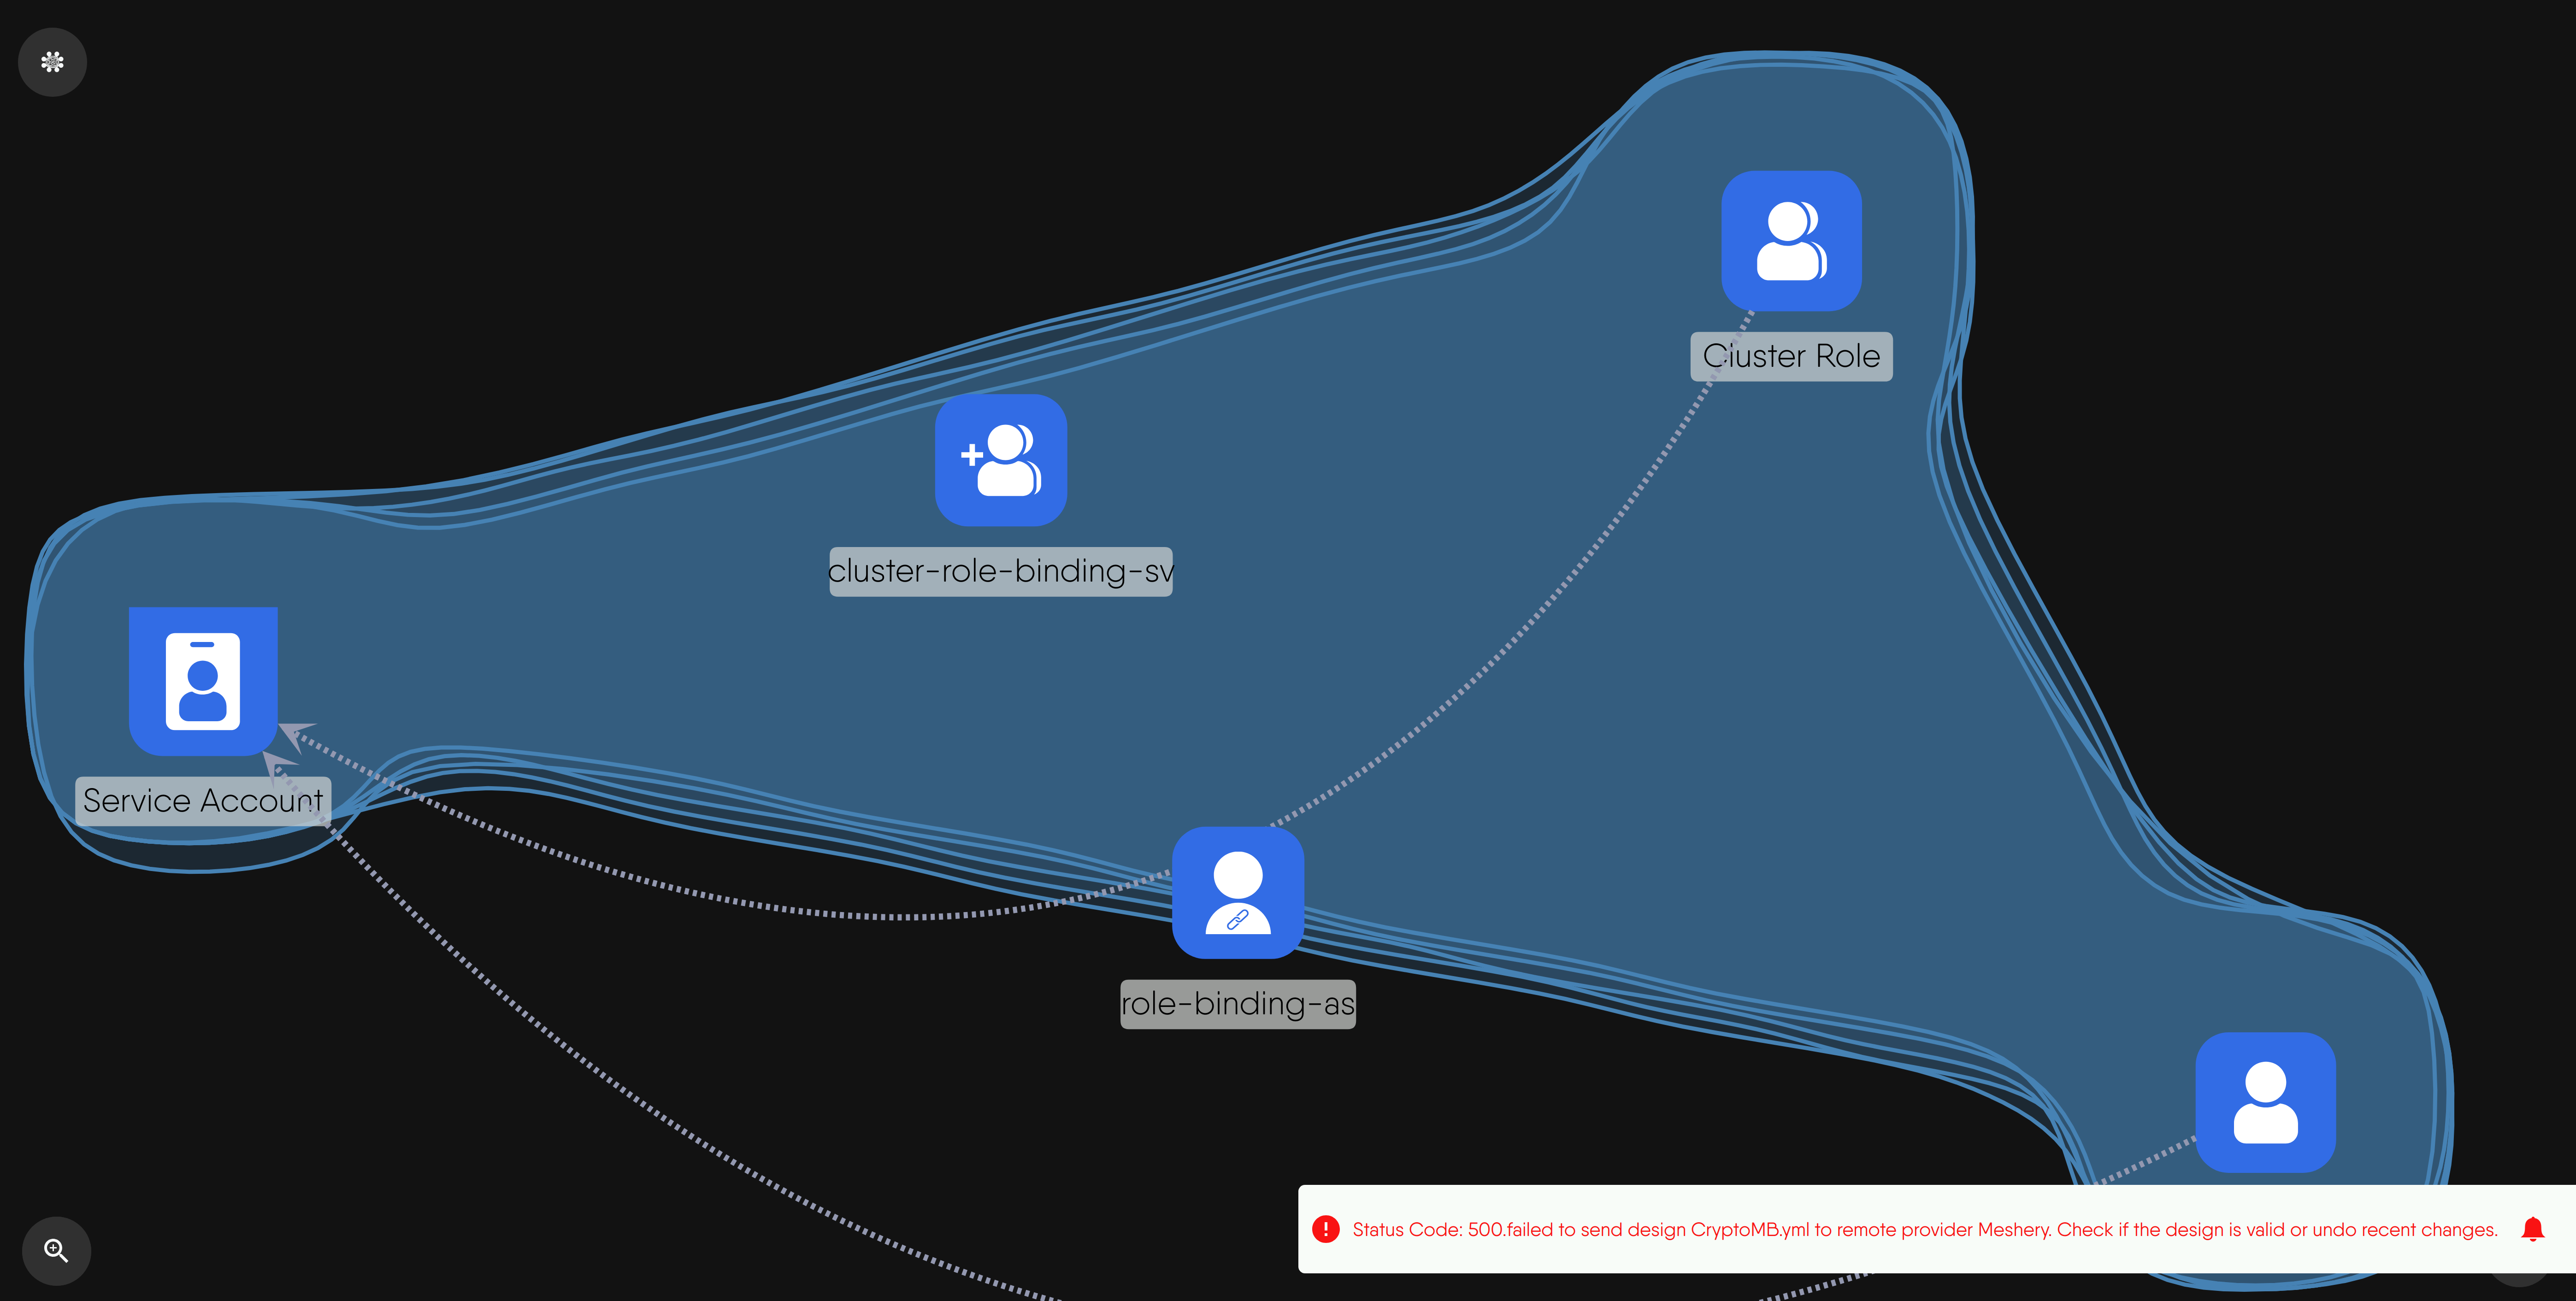 Cluster Role
cluster-role-binding-sv
Service Account
role-binding-as
Status Code: 500.failed to send design CryptoMB.yml to remote provider Meshery. Check if the design is valid or undo recent changes.